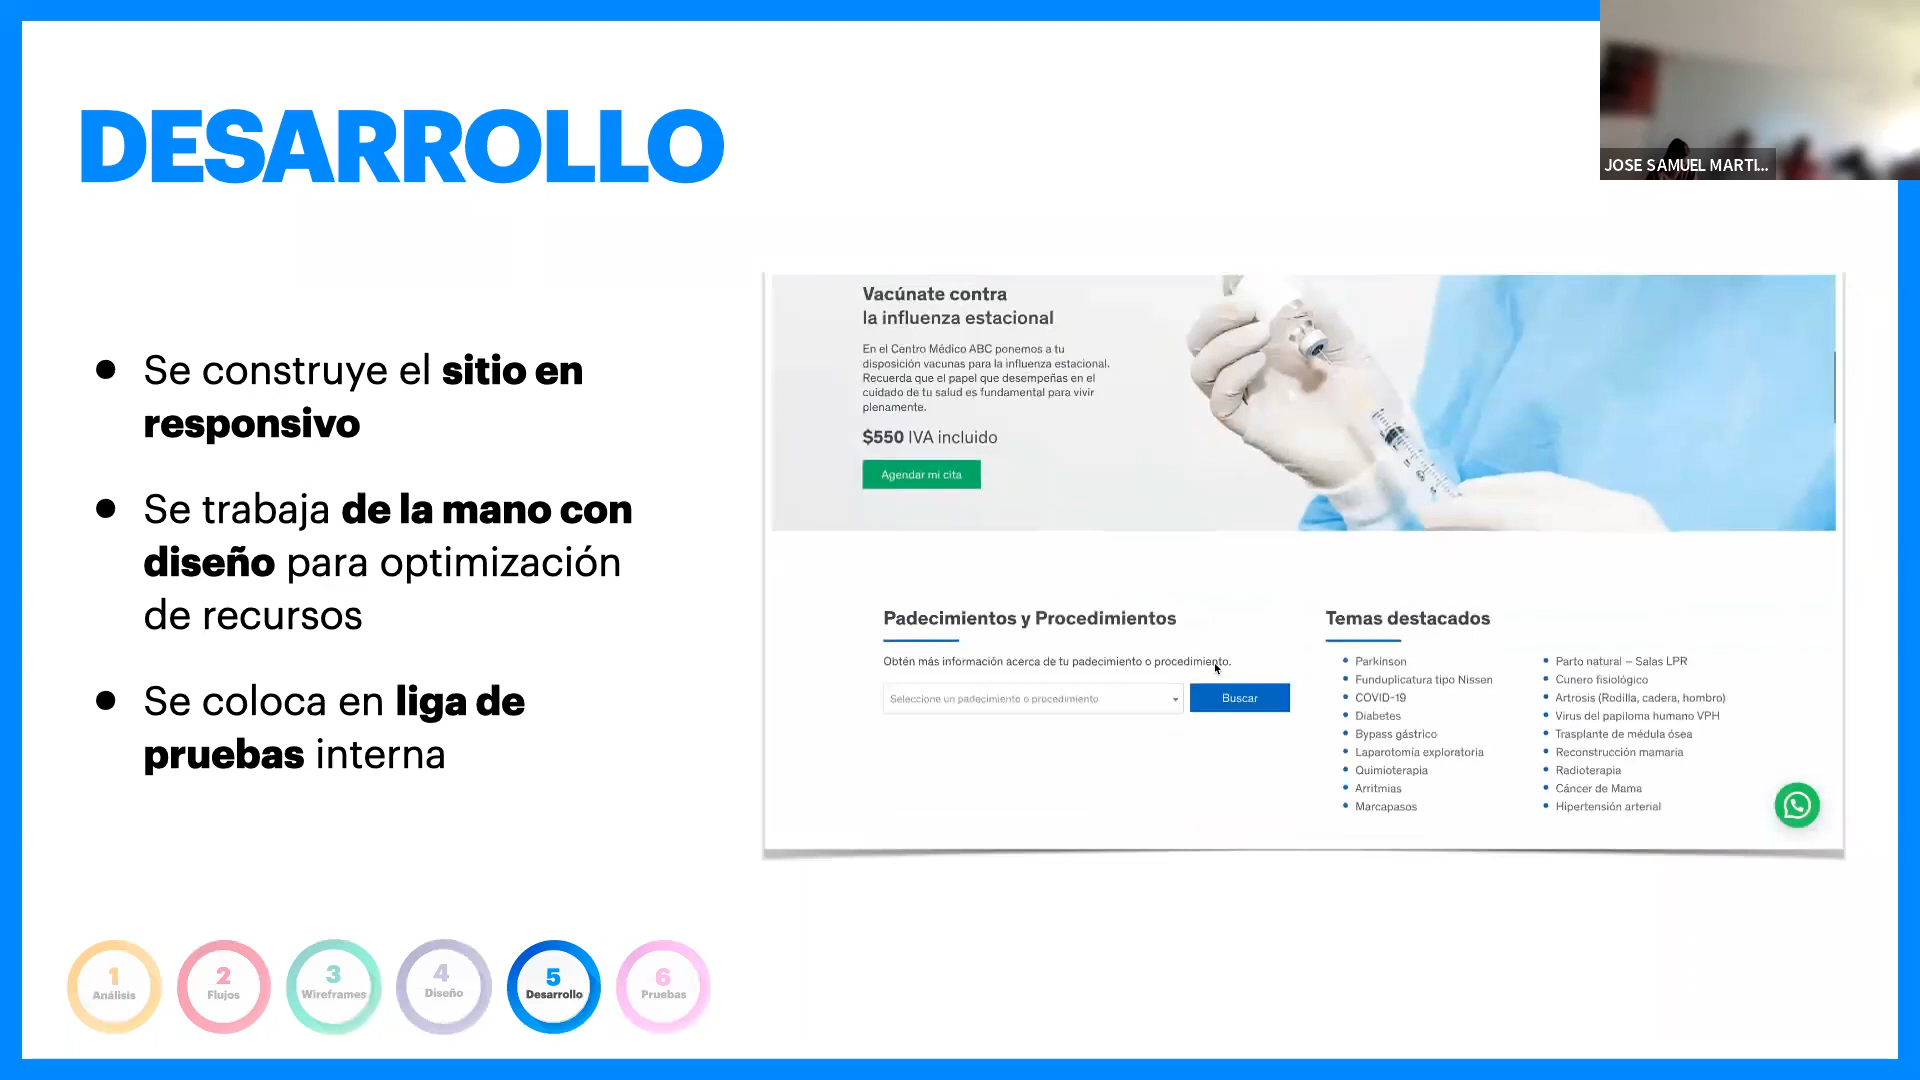 DESARROLLO
JOSE SAMUEL MARTI...
Se construye el sitio en
responsivo
Se trabaja de la mano con
diseño para optimización
de recursos
Se coloca en liga de
pruebas interna
Vacúnate contra
la influenza estacional
En el Centro Médico ABC ponemos a tu
disposición vacunas para la influenza estacional.
Recuerda que el papel que desempeñas en el
cuidado de tu salud es fundamental para vivir
plenamente.
$550 IVA incluido
Agendar mi cita
Padecimientos y Procedimientos
Obtén más información acerca de tu padecimiento o procedimiento.
Seleccione un padecimiento o procedimiento
Buscar
Temas destacados
Parkinson
Funduplicatura tipo Nissen
COVID-19
Diabetes
Bypass gástrico
Laparotomía exploratoria
Quimioterapia
Arritmias
Marcapasos
Parto natural – Salas LPR
Cunero fisiológico
Artrosis (Rodilla, cadera, hombro)
Virus del papiloma humano VPH
Trasplante de médula ósea
Reconstrucción mamaria
Radioterapia
Cáncer de Mama
Hipertensión arterial
1
Análisis
2
Flujos
3
Wireframes
4
Diseño
5
Desarrollo
6
Pruebas